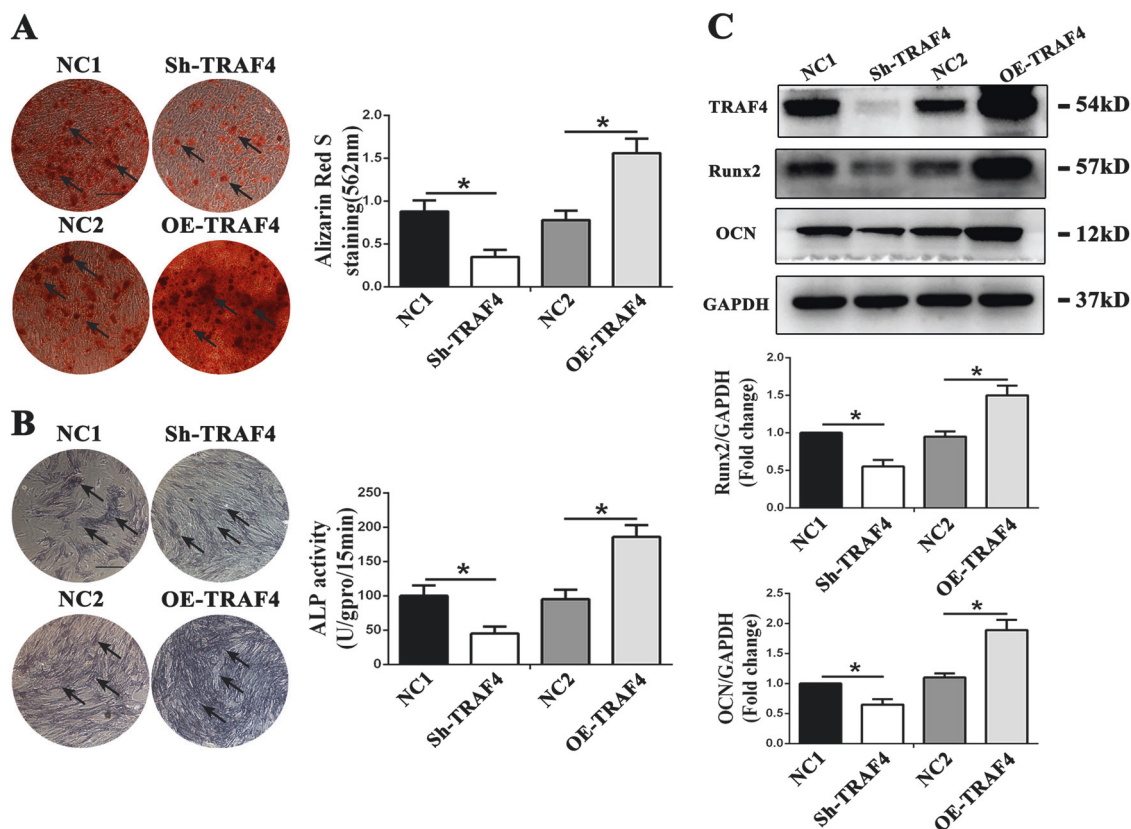 A
NC1 Sh-TRAF4
NC2 OE-TRAF4
Alizarin Red S
staining(562nm)
2.0
1.5
1.0
0.5
0.0
*
*
NC1
Sh-TRAF4
NC2
OE-TRAF4
B
NC1 Sh-TRAF4
NC2 OE-TRAF4
ALP activity
(U/gpro/15min)
250
200
150
100
50
0
*
*
NC1
Sh-TRAF4
NC2
OE-TRAF4
C
NC1 Sh-TRAF4 NC2 OE-TRAF4
TRAF4 - 54kD
Runx2 - 57kD
OCN - 12kD
GAPDH - 37kD
Runx2/GAPDH
(Fold change)
2.0
1.5
1.0
0.5
0.0
*
*
NC1
Sh-TRAF4
NC2
OE-TRAF4
OCN/GAPDH
(Fold change)
2.5
2.0
1.5
1.0
0.5
0.0
*
*
NC1
Sh-TRAF4
NC2
OE-TRAF4